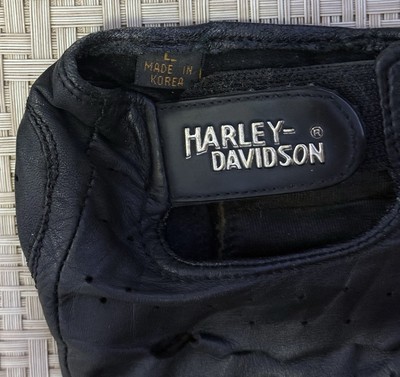 L
MADE IN
KOREA
HARLEY-
DAVIDSON®